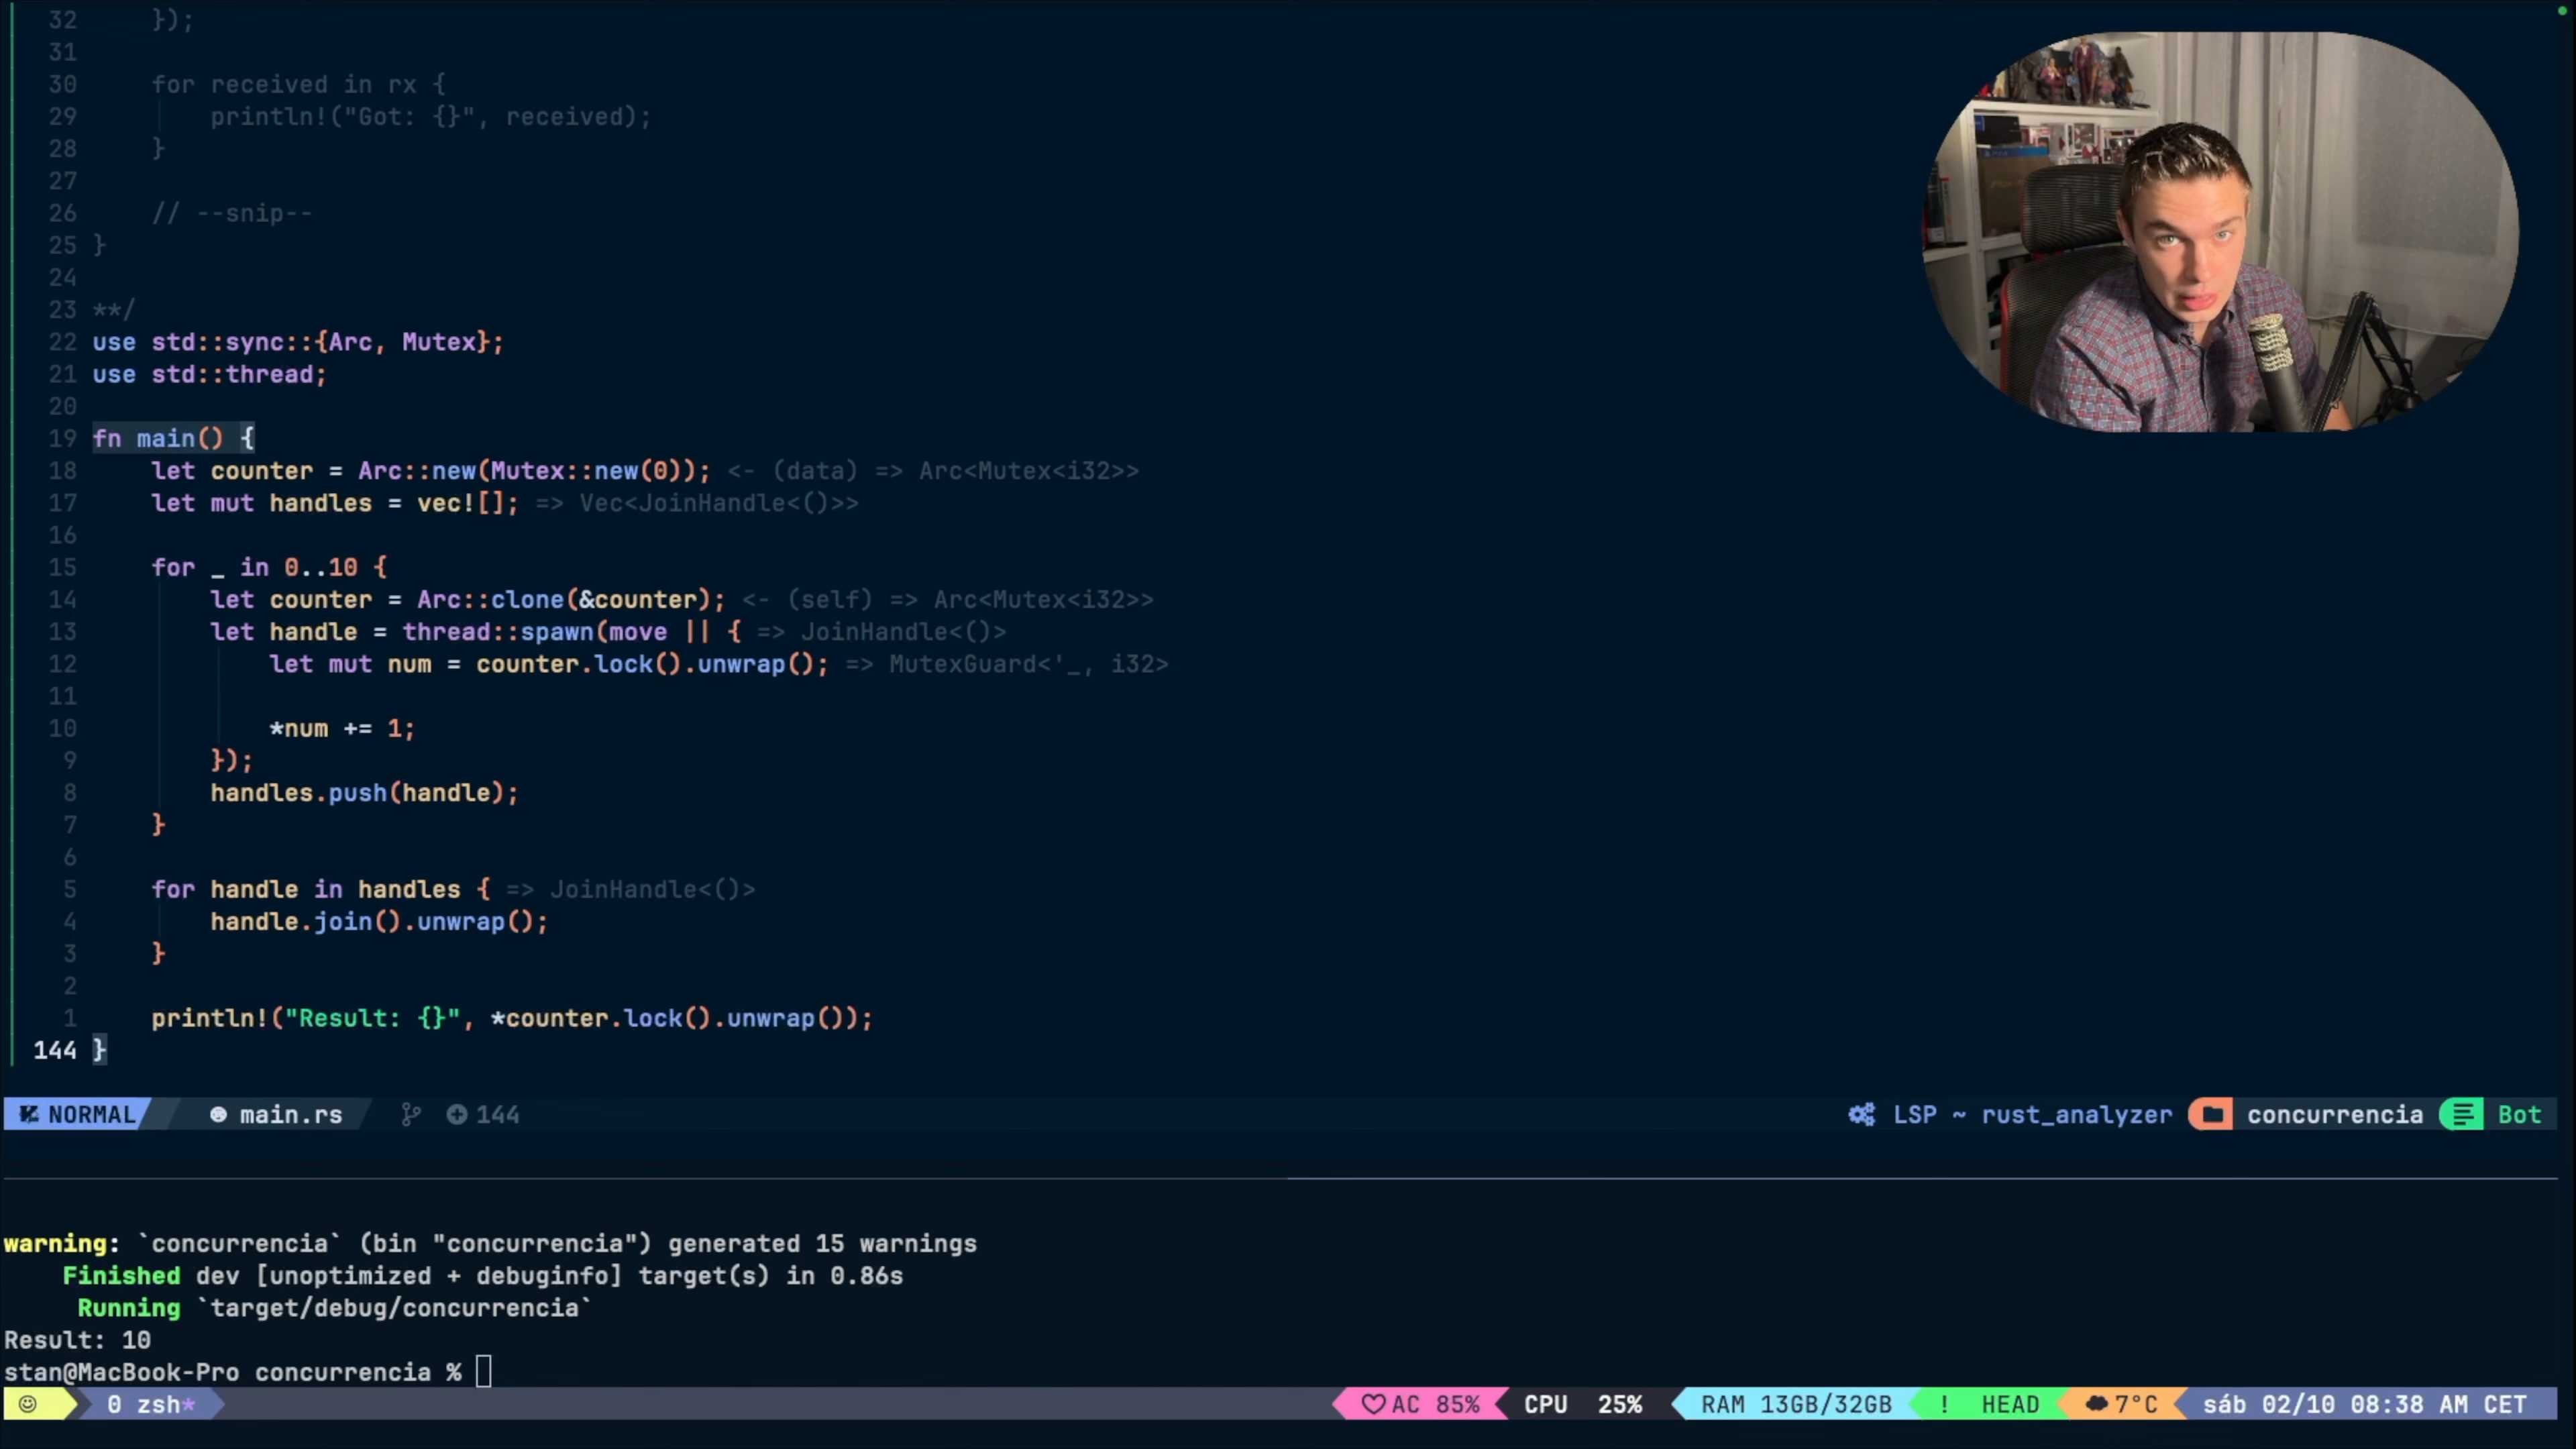 32     });
31
30     for received in rx {
29         println!("Got: {}", received);
28     }
27
26     // --snip--
25 }
24
23 **/
22 use std::sync::{Arc, Mutex};
21 use std::thread;
20
19 fn main() {
18     let counter = Arc::new(Mutex::new(0)); <- (data) => Arc<Mutex<i32>>
17     let mut handles = vec![]; => Vec<JoinHandle<()>>
16
15     for _ in 0..10 {
14         let counter = Arc::clone(&counter); <- (self) => Arc<Mutex<i32>>
13         let handle = thread::spawn(move || { => JoinHandle<()>
12             let mut num = counter.lock().unwrap(); => MutexGuard<'_, i32>
11
10             *num += 1;
9         });
8         handles.push(handle);
7     }
6
5     for handle in handles { => JoinHandle<()>
4         handle.join().unwrap();
3     }
2
1     println!("Result: {}", *counter.lock().unwrap());
144 }
NORMAL main.rs 144 LSP ~ rust_analyzer concurrencia Bot
warning: `concurrencia` (bin "concurrencia") generated 15 warnings
    Finished dev [unoptimized + debuginfo] target(s) in 0.86s
     Running `target/debug/concurrencia`
Result: 10
stan@MacBook-Pro concurrencia %
0 zsh* AC 85% CPU 25% RAM 13GB/32GB ! HEAD 7°C sáb 02/10 08:38 AM CET